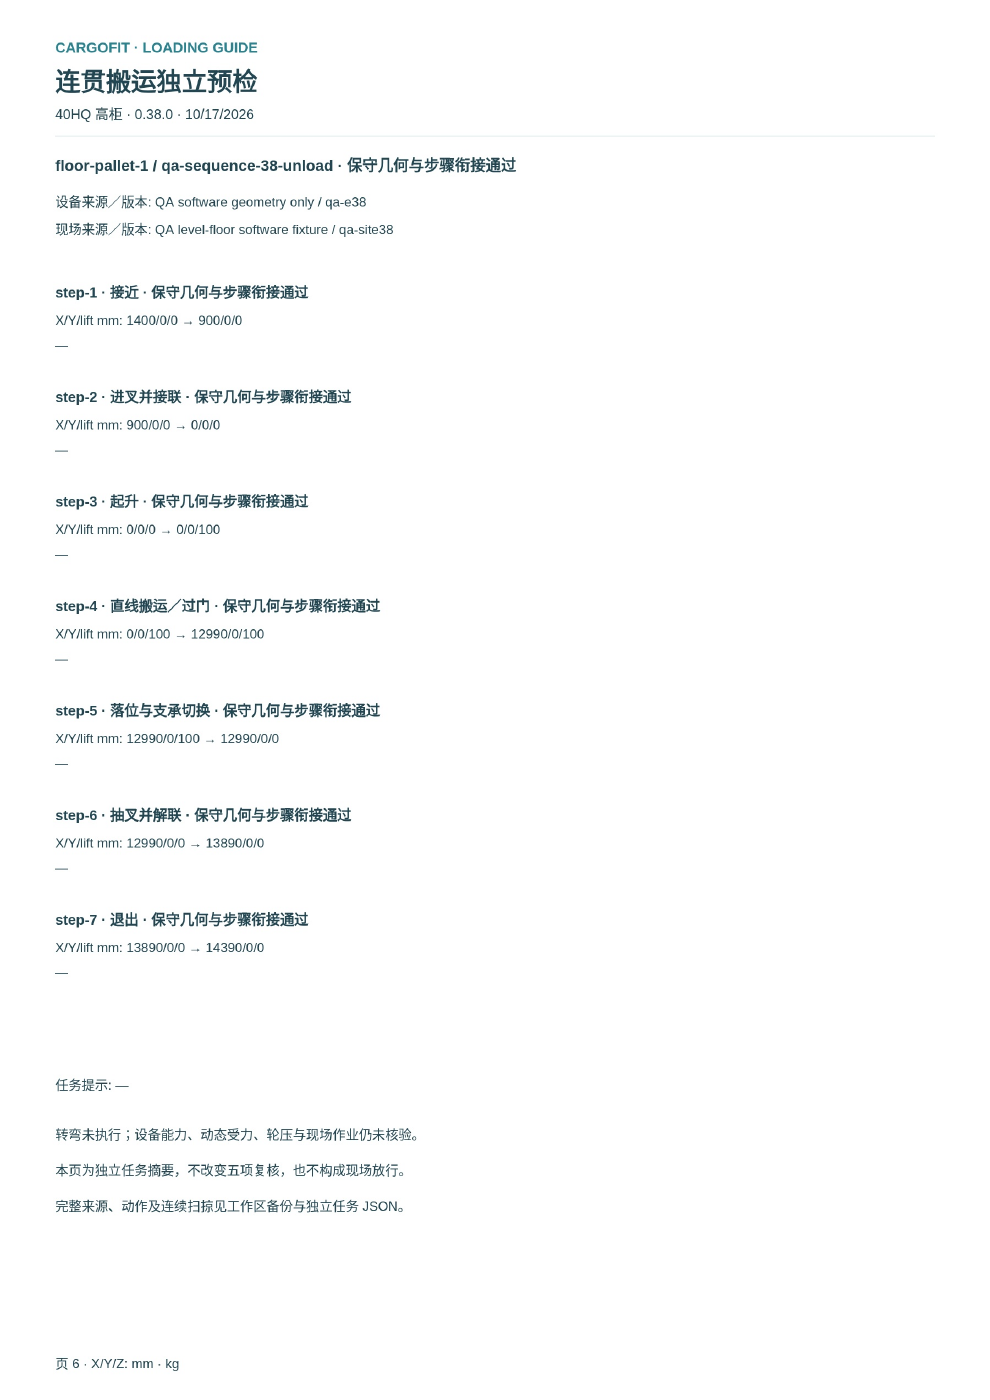 CARGOFIT · LOADING GUIDE
连贯搬运独立预检
40HQ 高柜 · 0.38.0 · 10/17/2026
floor-pallet-1 / qa-sequence-38-unload · 保守几何与步骤衔接通过
设备来源／版本: QA software geometry only / qa-e38
现场来源／版本: QA level-floor software fixture / qa-site38
step-1 · 接近 · 保守几何与步骤衔接通过
X/Y/lift mm: 1400/0/0 → 900/0/0
—
step-2 · 进叉并接联 · 保守几何与步骤衔接通过
X/Y/lift mm: 900/0/0 → 0/0/0
—
step-3 · 起升 · 保守几何与步骤衔接通过
X/Y/lift mm: 0/0/0 → 0/0/100
—
step-4 · 直线搬运／过门 · 保守几何与步骤衔接通过
X/Y/lift mm: 0/0/100 → 12990/0/100
—
step-5 · 落位与支承切换 · 保守几何与步骤衔接通过
X/Y/lift mm: 12990/0/100 → 12990/0/0
—
step-6 · 抽叉并解联 · 保守几何与步骤衔接通过
X/Y/lift mm: 12990/0/0 → 13890/0/0
—
step-7 · 退出 · 保守几何与步骤衔接通过
X/Y/lift mm: 13890/0/0 → 14390/0/0
—
任务提示: —
转弯未执行；设备能力、动态受力、轮压与现场作业仍未核验。
本页为独立任务摘要，不改变五项复核，也不构成现场放行。
完整来源、动作及连续扫掠见工作区备份与独立任务 JSON。
页 6 · X/Y/Z: mm · kg